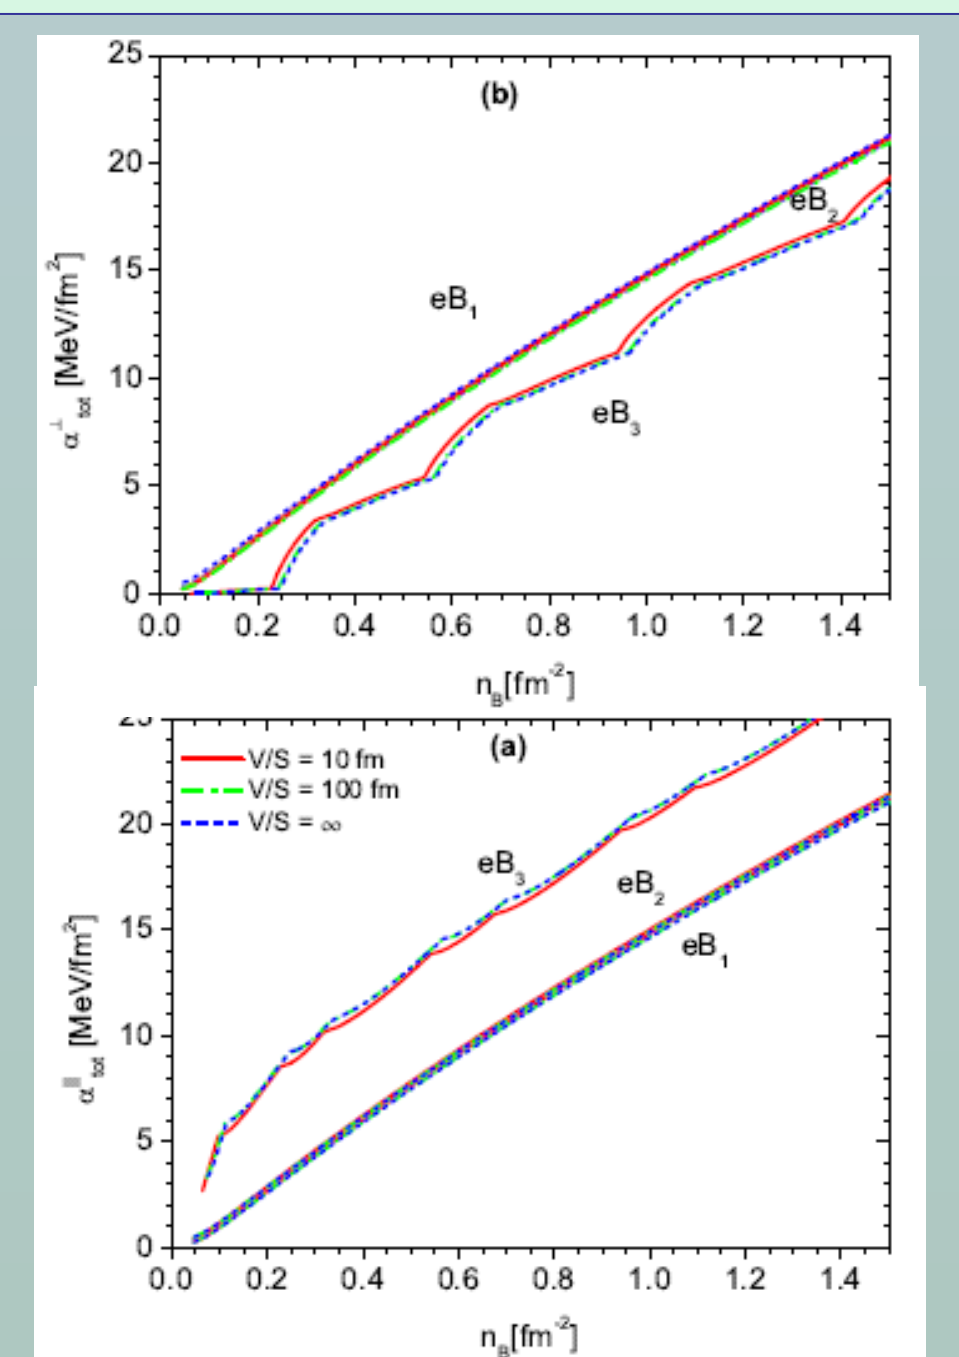 25
(b)
20
eB2
15
eB1
α⊥tot [MeV/fm²]
10
eB3
5
0
0.0 0.2 0.4 0.6 0.8 1.0 1.2 1.4
nB[fm⁻²]
25
(a)
V/S = 10 fm
V/S = 100 fm
V/S = ∞
20
eB3
eB2
15
eB1
α||tot [MeV/fm²]
10
5
0
0.0 0.2 0.4 0.6 0.8 1.0 1.2 1.4
nB[fm⁻²]